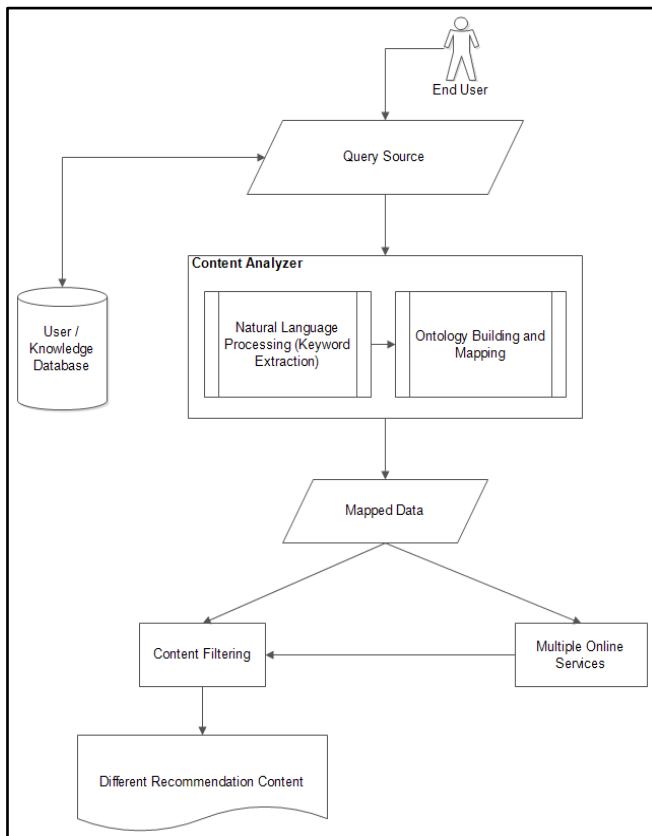 End User
Query Source
Content Analyzer
User /
Knowledge
Database
Natural Language
Processing (Keyword
Extraction)
Ontology Building and
Mapping
Mapped Data
Content Filtering
Multiple Online
Services
Different Recommendation Content